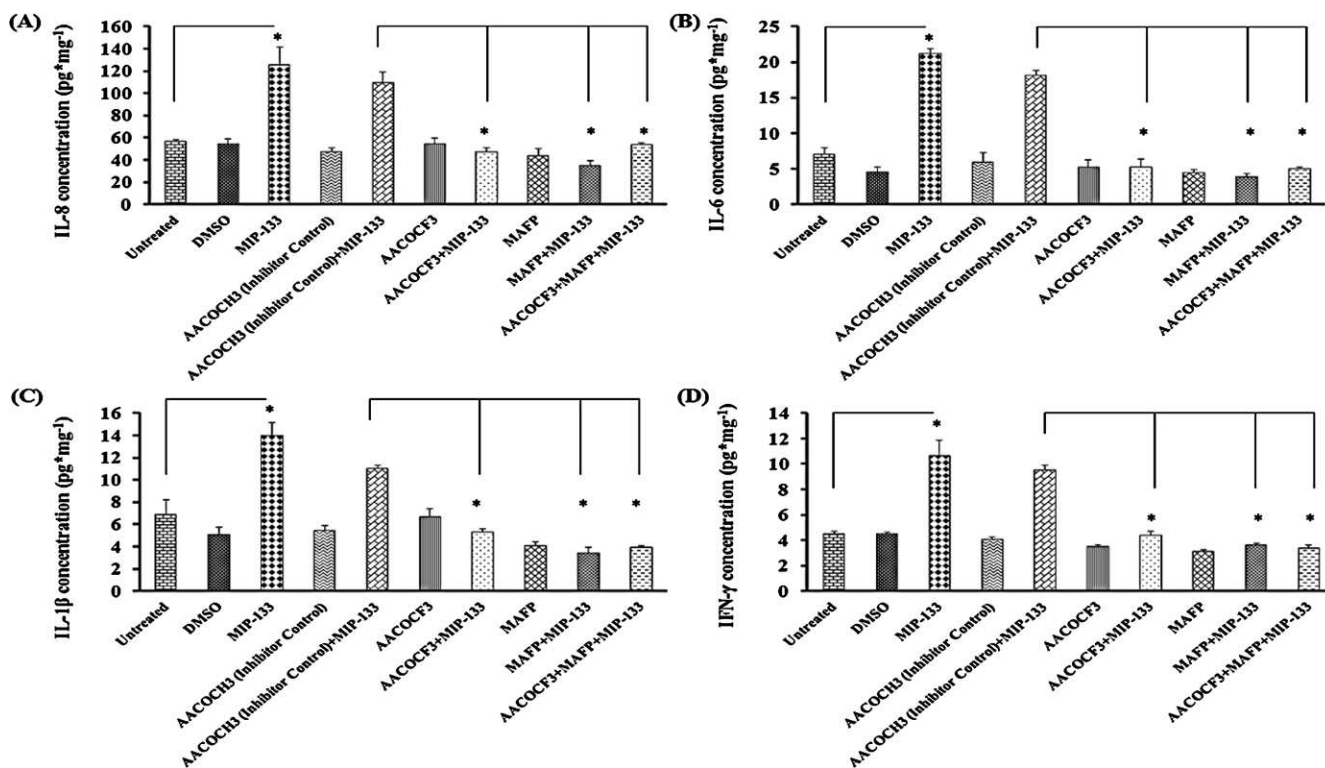 (A)
IL-8 concentration (pg*mg-1)
160
140
120
100
80
60
40
20
0
*
*
*
*
Untreated
DMSO
MIP-133
AACOCH3 (Inhibitor Control)
AACOCH3 (Inhibitor Control)+MIP-133
AACOCF3
AACOCF3+MIP-133
MAFP
MAFP+MIP-133
AACOCF3+MAFP+MIP-133
(B)
IL-6 concentration (pg*mg-1)
25
20
15
10
5
0
*
*
*
*
Untreated
DMSO
MIP-133
AACOCH3 (Inhibitor Control)
AACOCH3 (Inhibitor Control)+MIP-133
AACOCF3
AACOCF3+MIP-133
MAFP
MAFP+MIP-133
AACOCF3+MAFP+MIP-133
(C)
IL-1β concentration (pg*mg-1)
16
14
12
10
8
6
4
2
0
*
*
*
*
Untreated
DMSO
MIP-133
AACOCH3 (Inhibitor Control)
AACOCH3 (Inhibitor Control)+MIP-133
AACOCF3
AACOCF3+MIP-133
MAFP
MAFP+MIP-133
AACOCF3+MAFP+MIP-133
(D)
IFN-γ concentration (pg*mg-1)
14
12
10
8
6
4
2
0
*
*
*
*
Untreated
DMSO
MIP-133
AACOCH3 (Inhibitor Control)
AACOCH3 (Inhibitor Control)+MIP-133
AACOCF3
AACOCF3+MIP-133
MAFP
MAFP+MIP-133
AACOCF3+MAFP+MIP-133